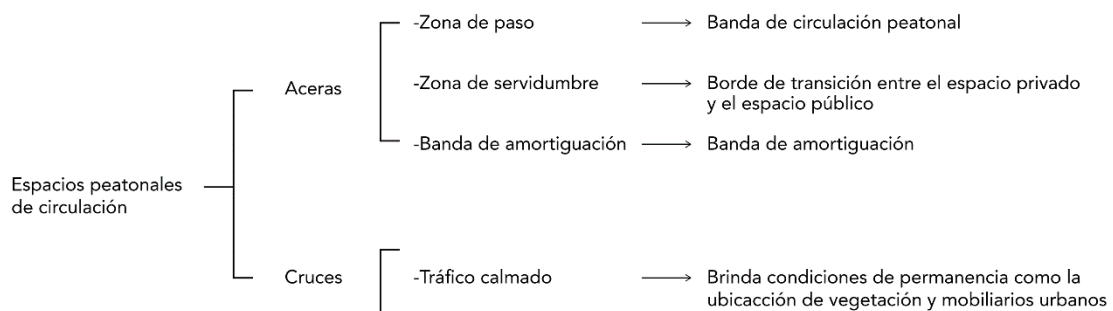 -Zona de paso
Banda de circulación peatonal
Aceras
-Zona de servidumbre
Borde de transición entre el espacio privado
y el espacio público
-Banda de amortiguación
Banda de amortiguación
Espacios peatonales
de circulación
Cruces
-Tráfico calmado
Brinda condiciones de permanencia como la
ubicacción de vegetación y mobiliarios urbanos